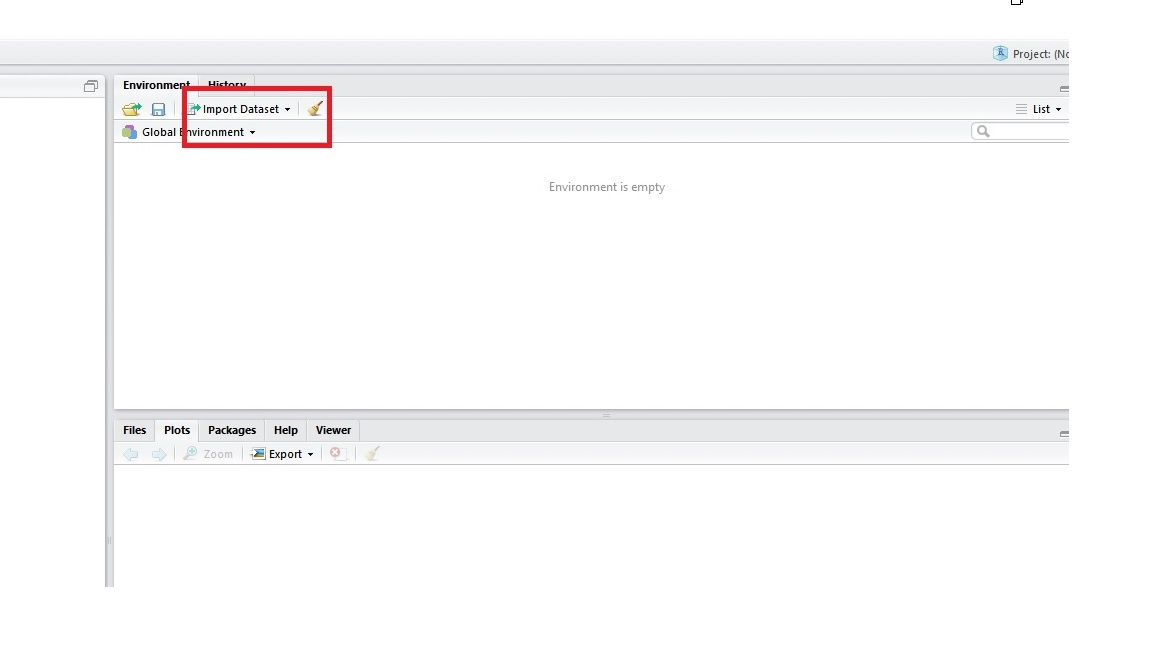 Project: (No
Environment History
Import Dataset
List
Global Environment
Environment is empty
Files Plots Packages Help Viewer
Zoom Export